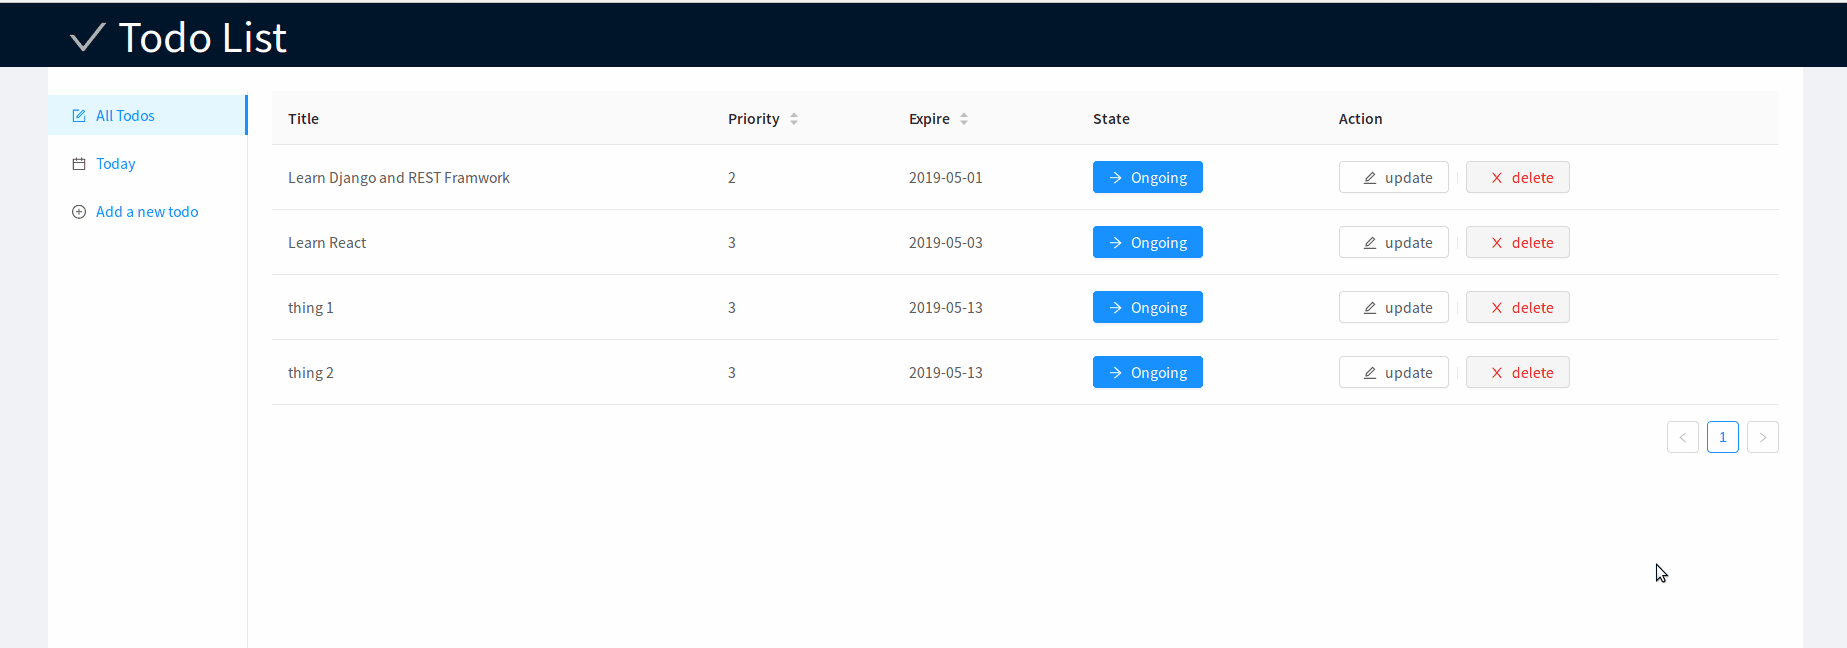 Todo List
All Todos
Today
Add a new todo
Title Priority Expire State Action
Learn Django and REST Framwork 2 2019-05-01 Ongoing update delete
Learn React 3 2019-05-03 Ongoing update delete
thing 1 3 2019-05-13 Ongoing update delete
thing 2 3 2019-05-13 Ongoing update delete
1